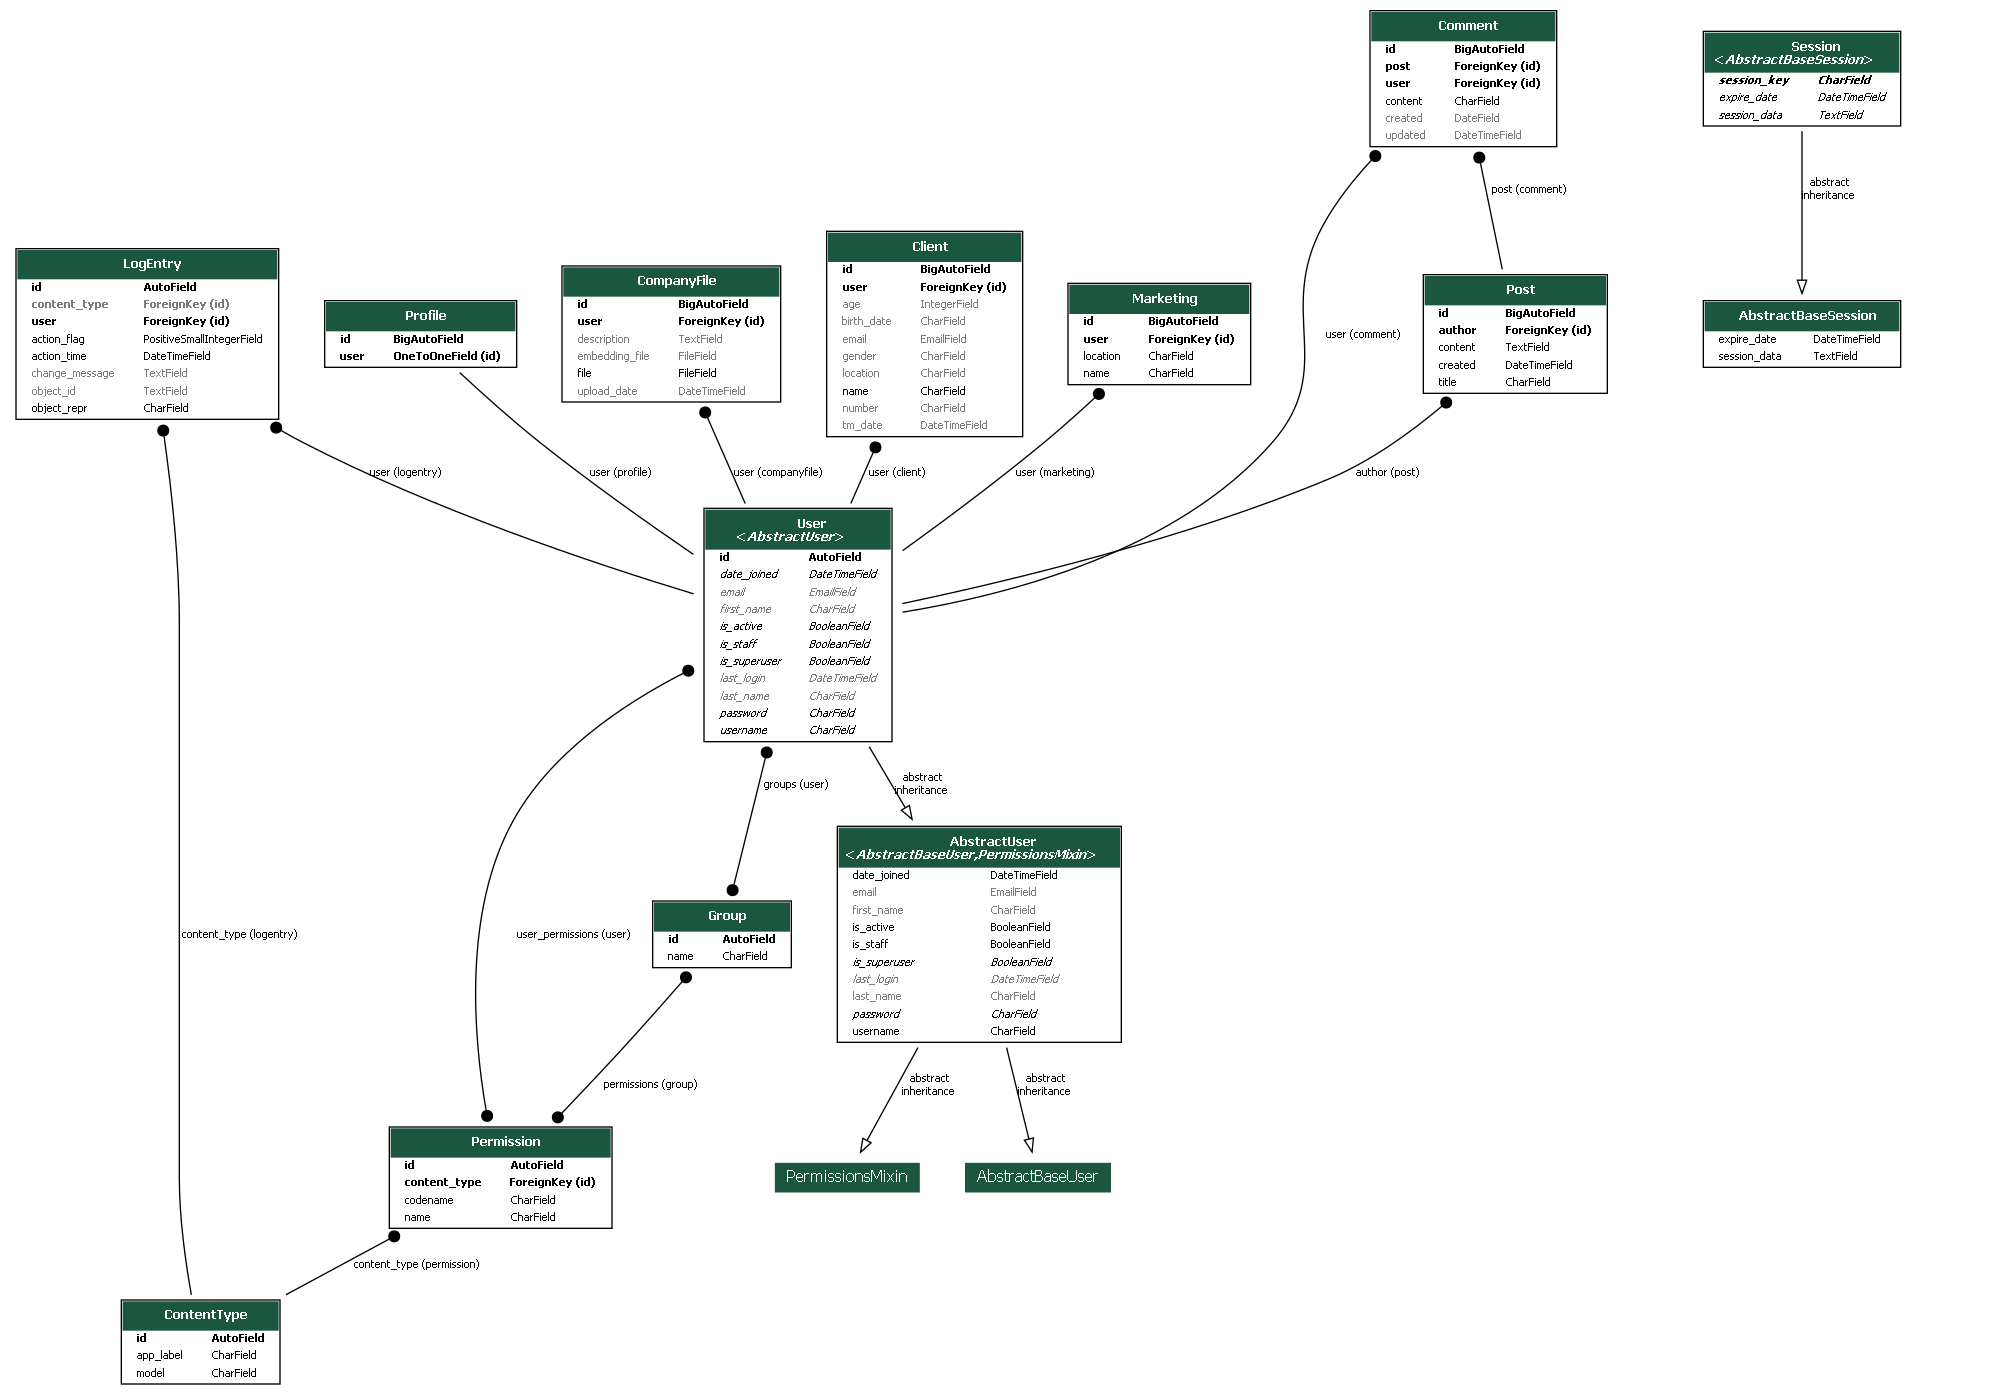 Comment
id BigAutoField
post ForeignKey (id)
user ForeignKey (id)
content CharField
created DateField
updated DateTimeField
Session
<AbstractBaseSession>
session_key CharField
expire_date DateTimeField
session_data TextField
post (comment)
abstract
inheritance
LogEntry
id AutoField
content_type ForeignKey (id)
user ForeignKey (id)
action_flag PositiveSmallIntegerField
action_time DateTimeField
change_message TextField
object_id TextField
object_repr CharField
Profile
id BigAutoField
user OneToOneField (id)
CompanyFile
id BigAutoField
user ForeignKey (id)
description TextField
embedding_file FileField
file FileField
upload_date DateTimeField
Client
id BigAutoField
user ForeignKey (id)
age IntegerField
birth_date CharField
email EmailField
gender CharField
location CharField
name CharField
number CharField
tm_date DateTimeField
Marketing
id BigAutoField
user ForeignKey (id)
location CharField
name CharField
user (comment)
Post
id BigAutoField
author ForeignKey (id)
content TextField
created DateTimeField
title CharField
AbstractBaseSession
expire_date DateTimeField
session_data TextField
user (logentry)
user (profile)
user (companyfile)
user (client)
user (marketing)
author (post)
User
<AbstractUser>
id AutoField
date_joined DateTimeField
email EmailField
first_name CharField
is_active BooleanField
is_staff BooleanField
is_superuser BooleanField
last_login DateTimeField
last_name CharField
password CharField
username CharField
groups (user)
abstract
inheritance
AbstractUser
<AbstractBaseUser,PermissionsMixin>
date_joined DateTimeField
email EmailField
first_name CharField
is_active BooleanField
is_staff BooleanField
is_superuser BooleanField
last_login DateTimeField
last_name CharField
password CharField
username CharField
content_type (logentry)
user_permissions (user)
Group
id AutoField
name CharField
permissions (group)
abstract
inheritance
abstract
inheritance
Permission
id AutoField
content_type ForeignKey (id)
codename CharField
name CharField
PermissionsMixin
AbstractBaseUser
content_type (permission)
ContentType
id AutoField
app_label CharField
model CharField